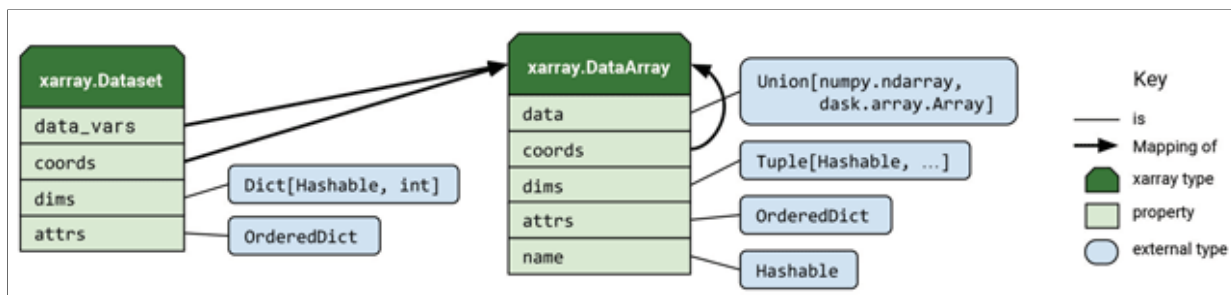 xarray.Dataset
data_vars
coords
dims
attrs
Dict[Hashable, int]
OrderedDict
xarray.DataArray
data
coords
dims
attrs
name
Union[numpy.ndarray,
dask.array.Array]
Tuple[Hashable, …]
OrderedDict
Hashable
Key
is
Mapping of
xarray type
property
external type